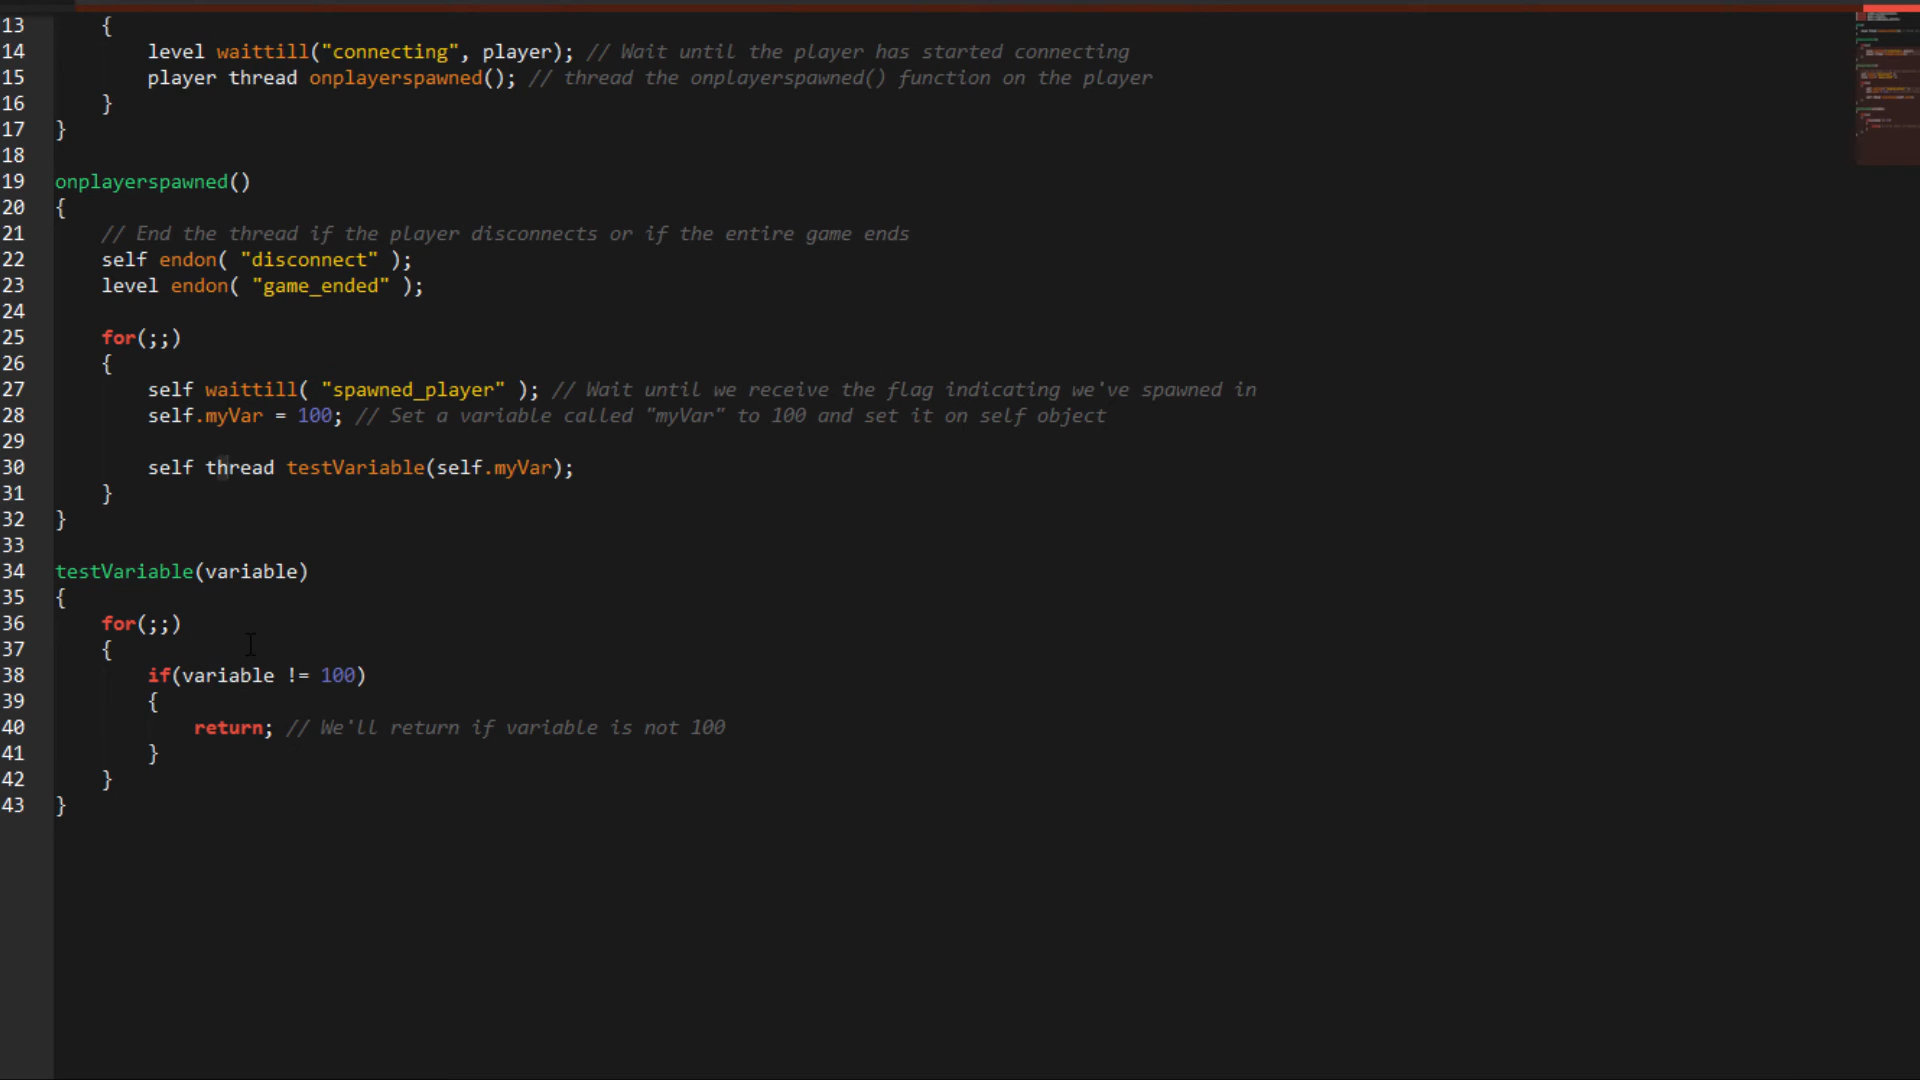 13 {
14 level waittill("connecting", player); // Wait until the player has started connecting
15 player thread onplayerspawned(); // thread the onplayerspawned() function on the player
16 }
17 }
18
19 onplayerspawned()
20 {
21 // End the thread if the player disconnects or if the entire game ends
22 self endon( "disconnect" );
23 level endon( "game_ended" );
24
25 for(;;)
26 {
27 self waittill( "spawned_player" ); // Wait until we receive the flag indicating we've spawned in
28 self.myVar = 100; // Set a variable called "myVar" to 100 and set it on self object
29
30 self thread testVariable(self.myVar);
31 }
32 }
33
34 testVariable(variable)
35 {
36 for(;;)
37 {
38 if(variable != 100)
39 {
40 return; // We'll return if variable is not 100
41 }
42 }
43 }